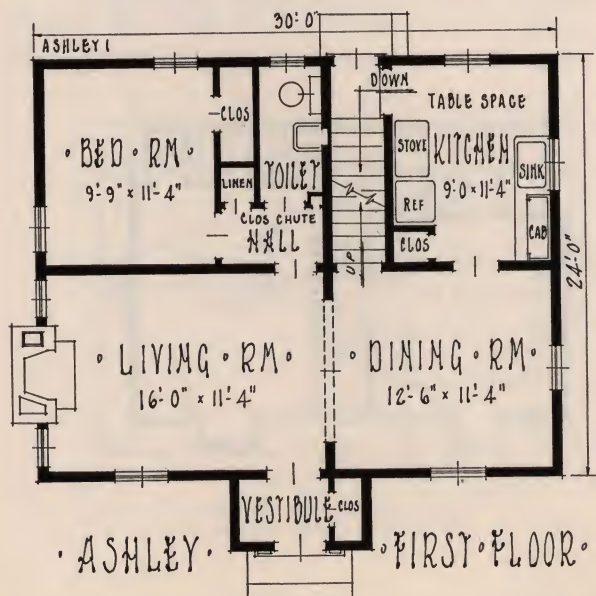 30'-0"
ASHLEY 1
DOWN
TABLE SPACE
CLOS
STOVE
KITCHEN
· BED · RM ·
SINK
9'-9" × 11'-4"
LINEN
TOILET
REF
9'-0 × 11'-4"
CLOS CHUTE
CAB
HALL
CLOS
UP
24'-0"
· LIVING · RM ·
· DINING · RM ·
16'-0" × 11'-4"
12'-6" × 11'-4"
VESTIBULE
CLOS
· ASHLEY ·
· FIRST · FLOOR ·